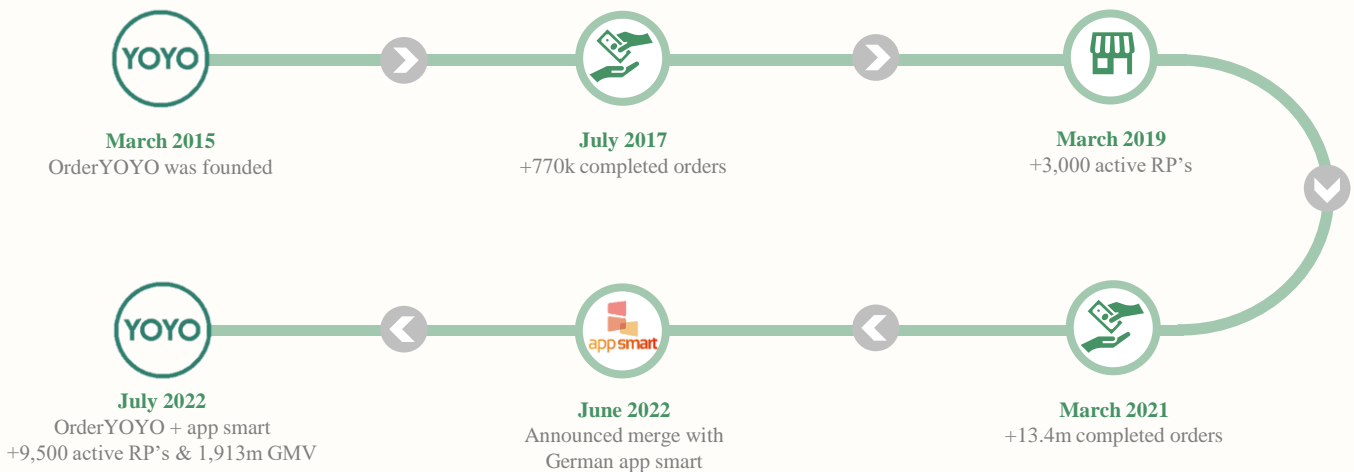 YOYO
March 2015
OrderYOYO was founded
July 2017
+770k completed orders
March 2019
+3,000 active RP's
March 2021
+13.4m completed orders
app smart
June 2022
Announced merge with
German app smart
YOYO
July 2022
OrderYOYO + app smart
+9,500 active RP's & 1,913m GMV